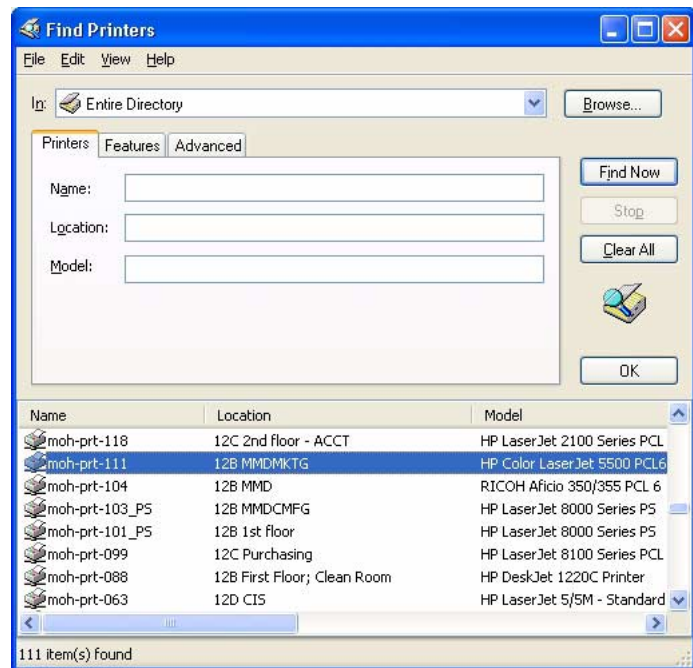 Find Printers
File Edit View Help
In: Entire Directory Browse...
Printers Features Advanced
Find Now
Name:
Stop
Location:
Clear All
Model:
OK
Name Location Model
moh-prt-118 12C 2nd floor - ACCT HP LaserJet 2100 Series PCL
moh-prt-111 12B MMDMKTG HP Color LaserJet 5500 PCL6
moh-prt-104 12B MMD RICOH Aficio 350/355 PCL 6
moh-prt-103_PS 12B MMDCMFG HP LaserJet 8000 Series PS
moh-prt-101_PS 12B 1st floor HP LaserJet 8000 Series PS
moh-prt-099 12C Purchasing HP LaserJet 8100 Series PCL
moh-prt-088 12B First Floor; Clean Room HP DeskJet 1220C Printer
moh-prt-063 12D CIS HP LaserJet 5/5M - Standard
111 item(s) found